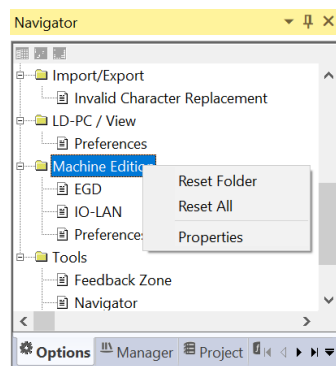 Navigator
Import/Export
Invalid Character Replacement
LD-PC / View
Preferences
Machine Edition
EGD
IO-LAN
Preferences
Tools
Feedback Zone
Navigator
Reset Folder
Reset All
Properties
Options
Manager
Project